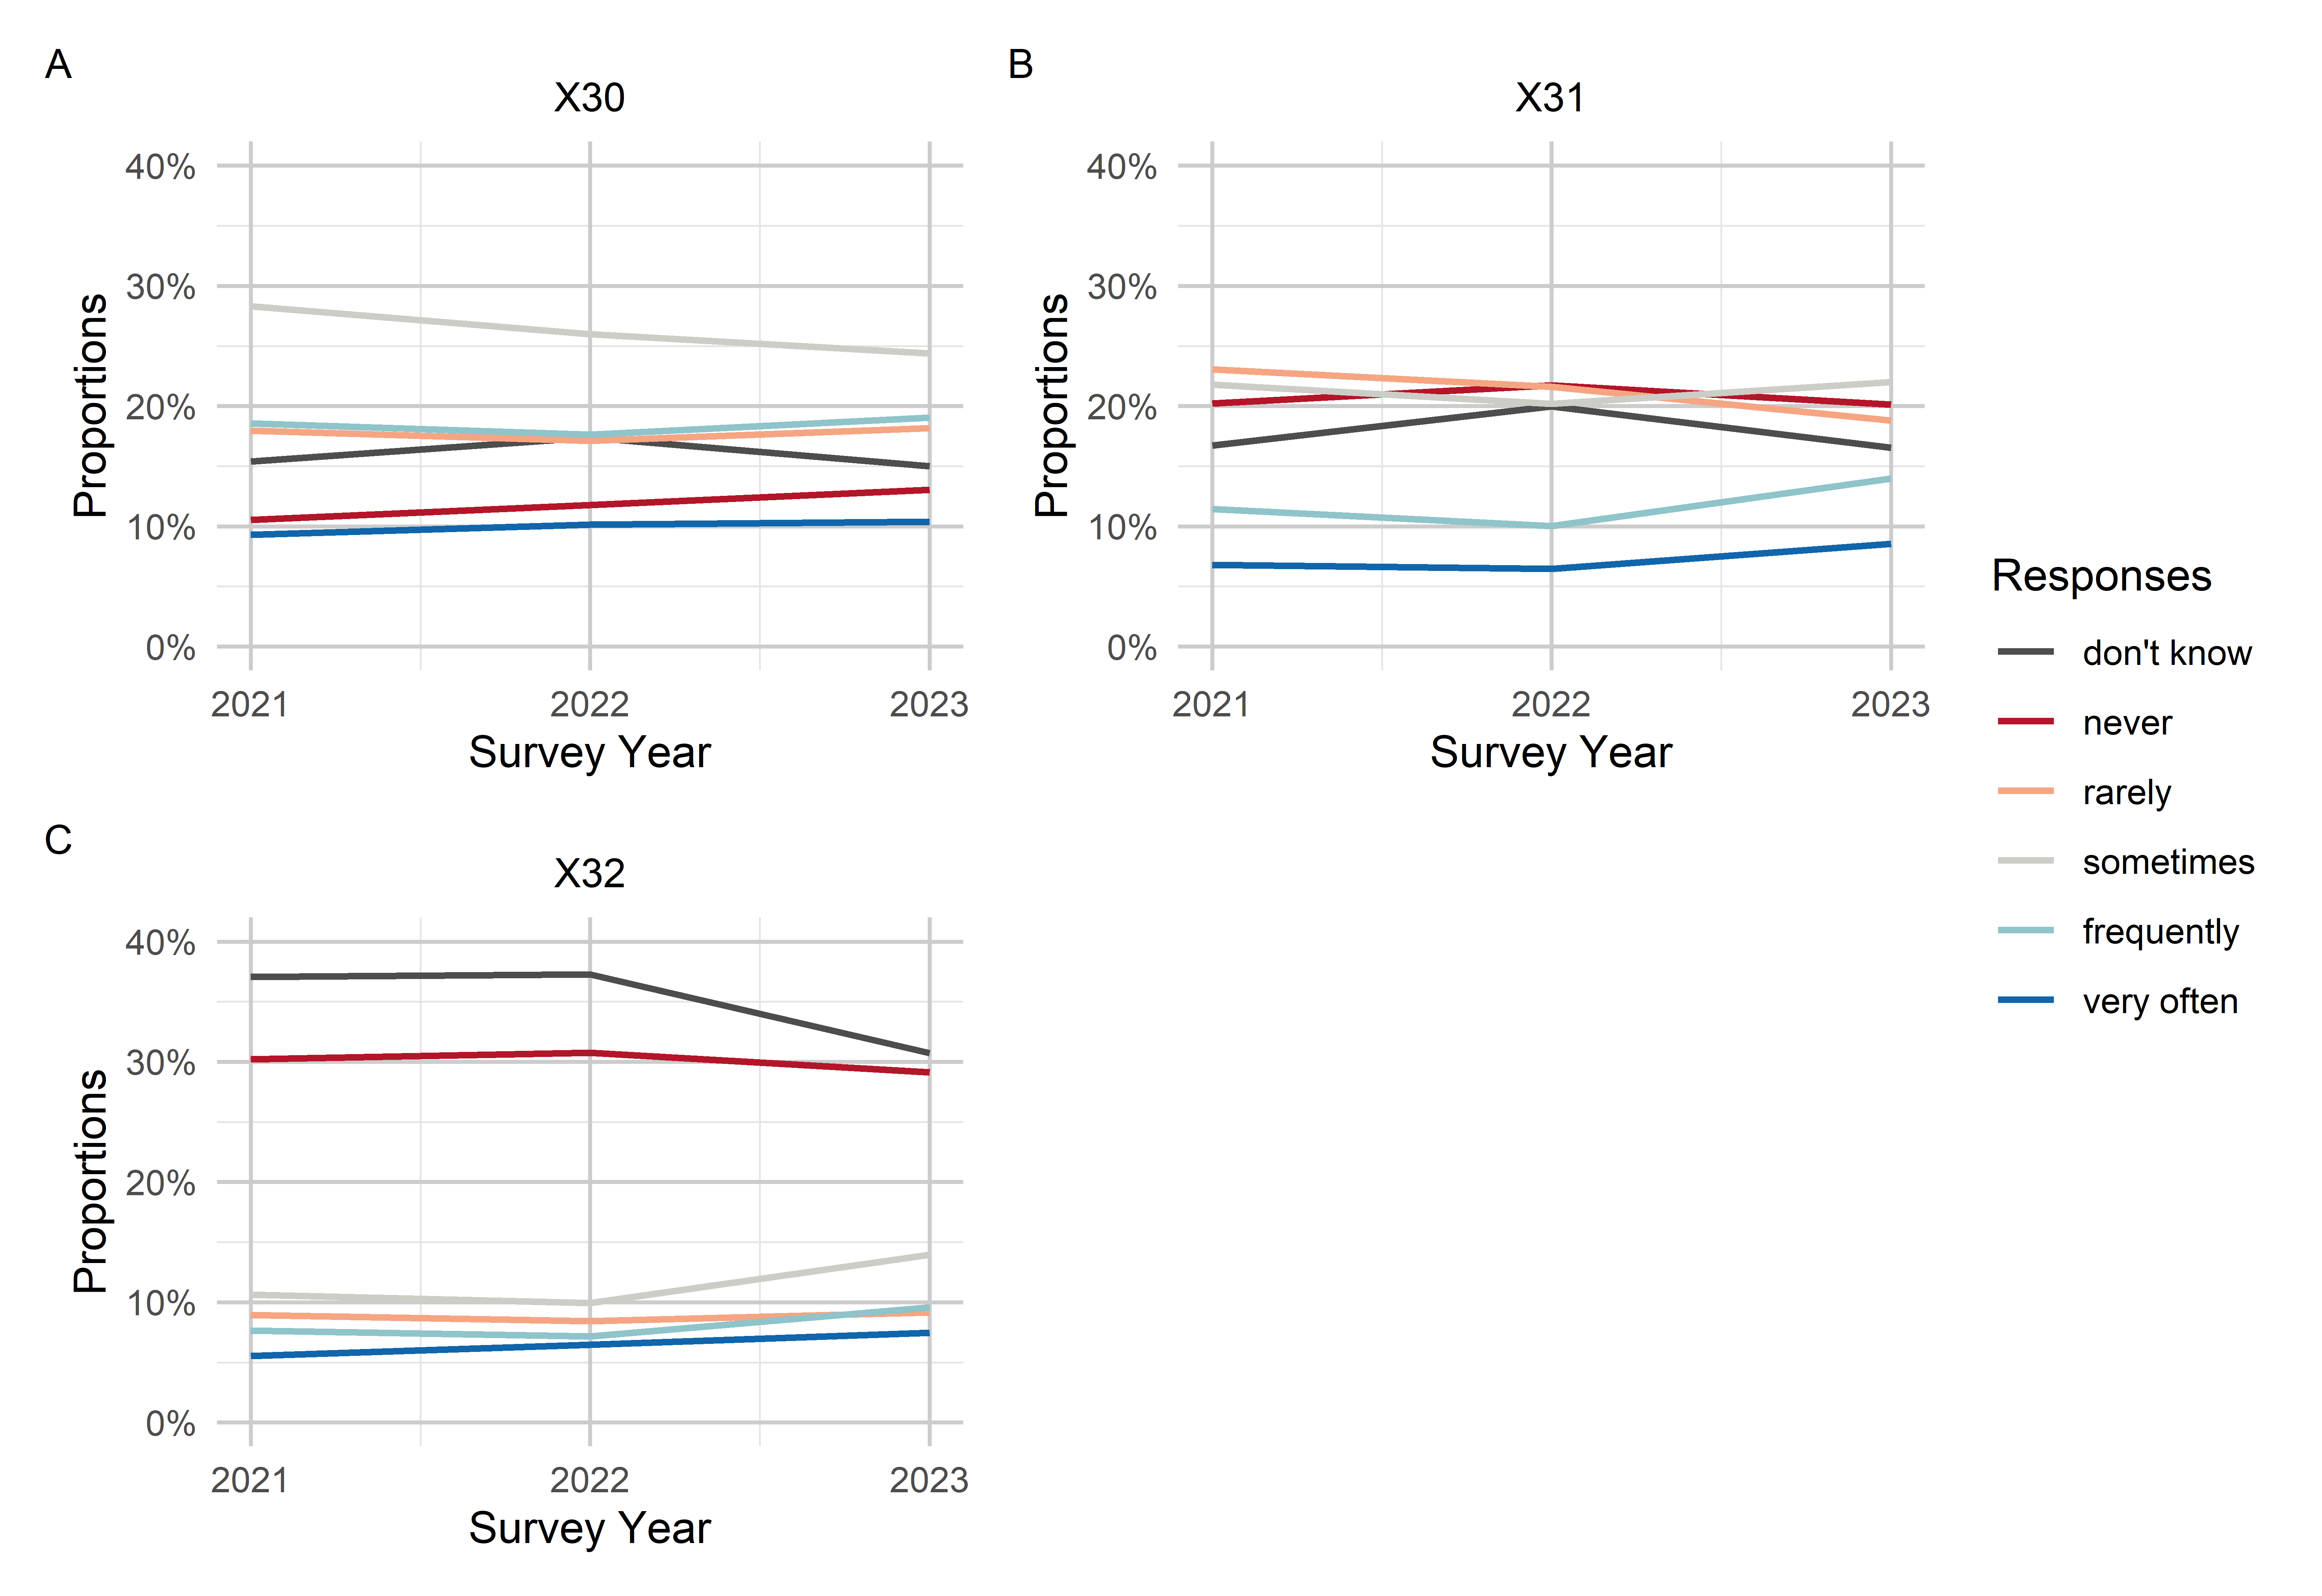 A
X30
40%
30%
20%
10%
0%
Proportions
2021 2022 2023
Survey Year
B
X31
40%
30%
20%
10%
0%
Proportions
2021 2022 2023
Survey Year
C
X32
40%
30%
20%
10%
0%
Proportions
2021 2022 2023
Survey Year
Responses
don't know
never
rarely
sometimes
frequently
very often